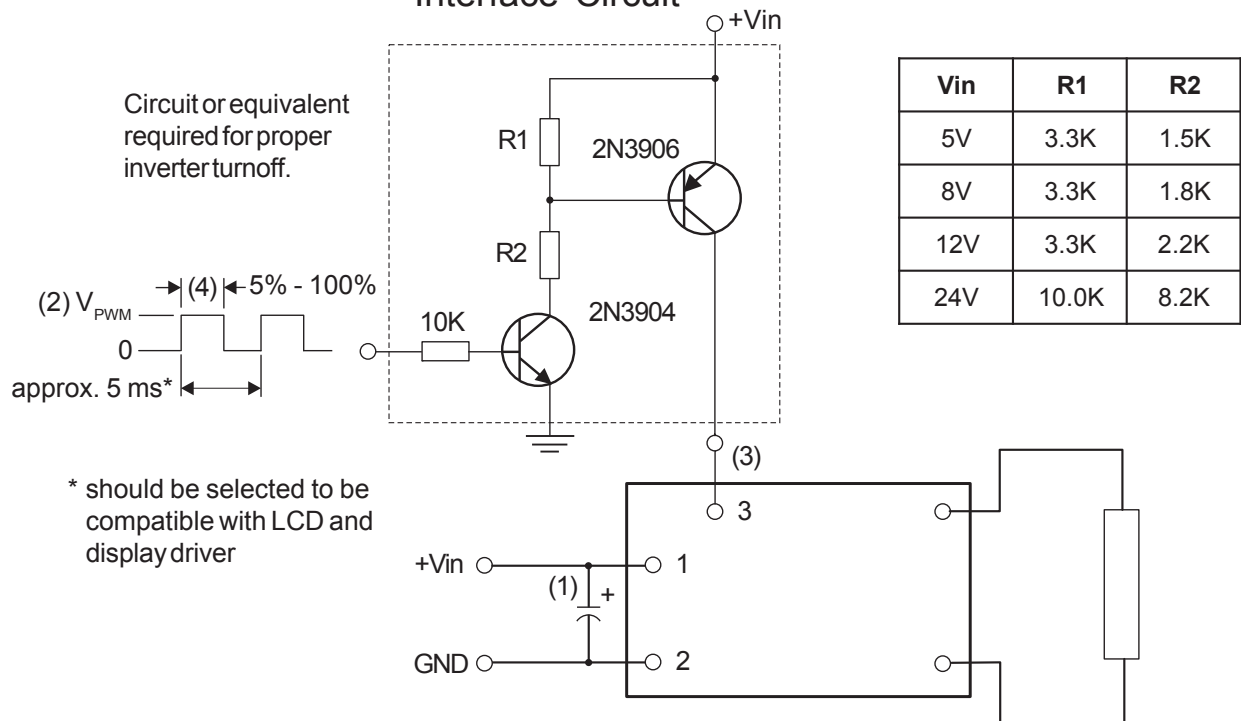 Interface Circuit
+Vin
Circuit or equivalent
required for proper
inverter turnoff.
R1
2N3906
R2
(2) VPWM
(4)
5% - 100%
0
approx. 5 ms*
10K
2N3904
Vin R1 R2
5V 3.3K 1.5K
8V 3.3K 1.8K
12V 3.3K 2.2K
24V 10.0K 8.2K
(3)
* should be selected to be
compatible with LCD and
display driver
3
+Vin
1
(1)
+
GND
2